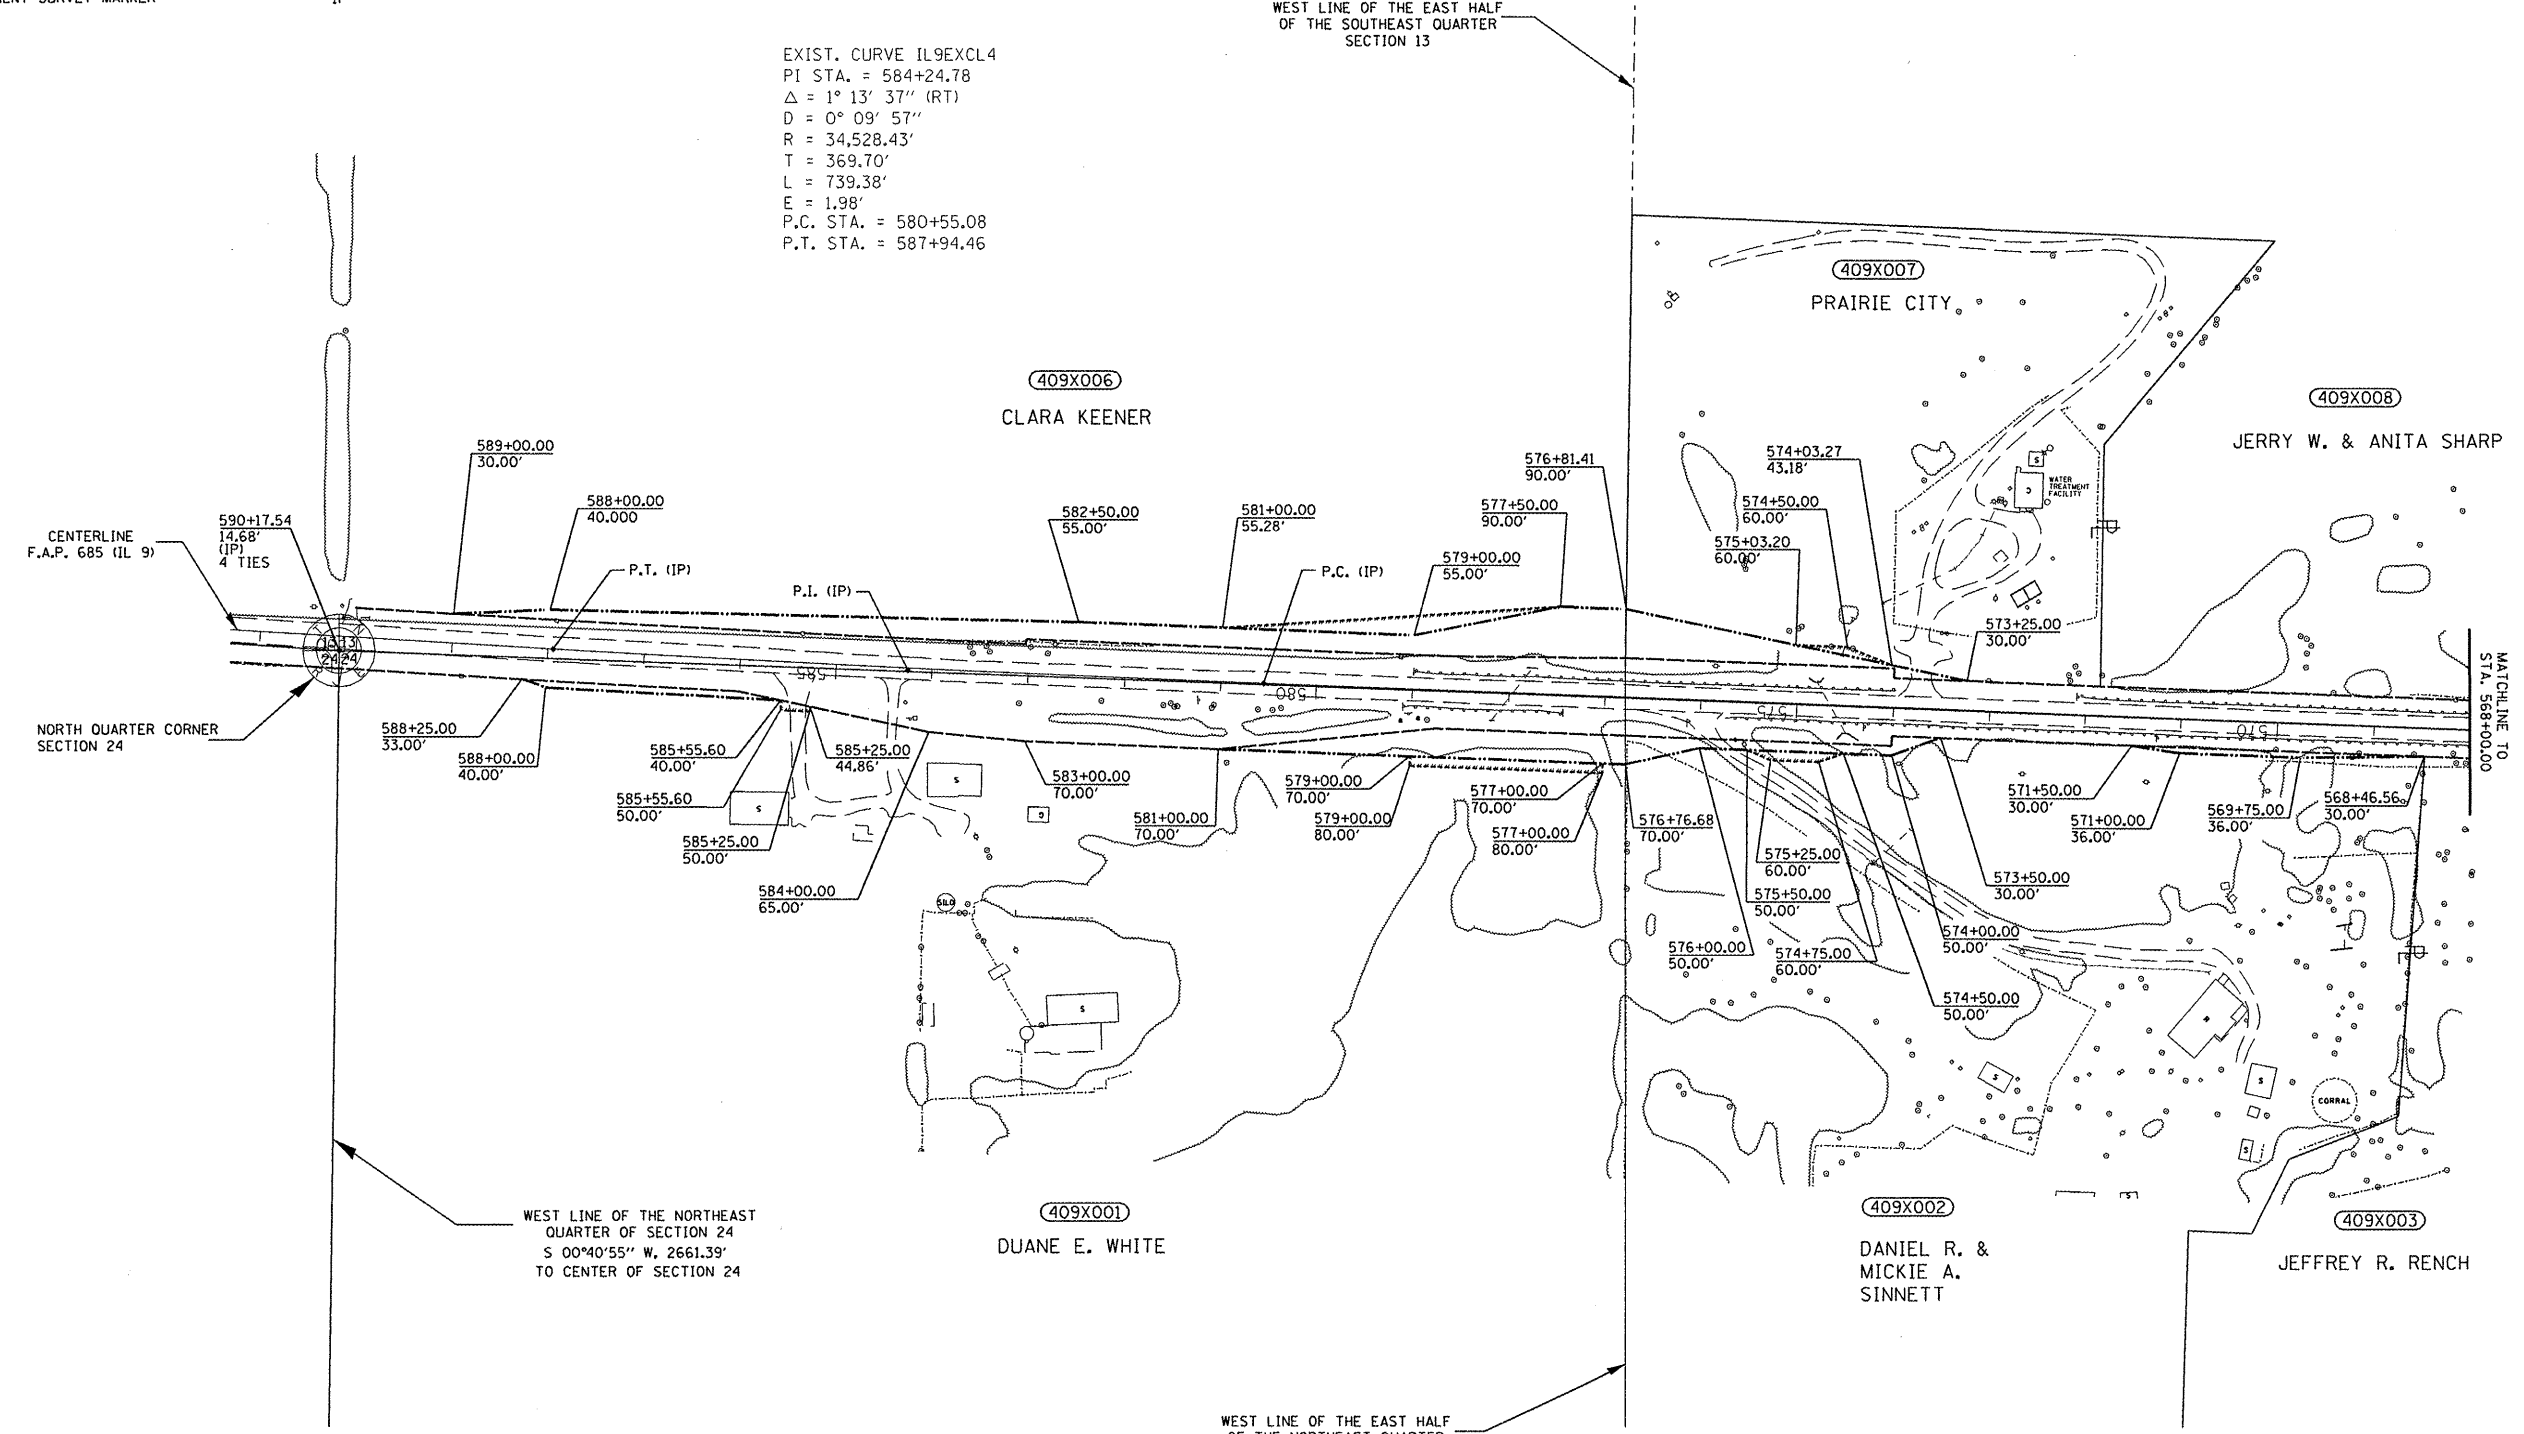 WEST LINE OF THE EAST HALF
OF THE SOUTHEAST QUARTER
SECTION 13
EXIST. CURVE IL9EXCL4
PI STA. = 584+24.78
Δ = 1° 13' 37'' (RT)
D = 0° 09' 57''
R = 34,528.43'
T = 369.70'
L = 739.38'
E = 1.98'
P.C. STA. = 580+55.08
P.T. STA. = 587+94.46
409X007
PRAIRIE CITY
409X006
CLARA KEENER
409X008
JERRY W. & ANITA SHARP
WATER
TREATMENT
FACILITY
S
589+00.00
30.00'
588+00.00
40.000
CENTERLINE
F.A.P. 685 (IL 9)
590+17.54
14.68'
(IP)
4 TIES
P.T. (IP)
P.I. (IP)
582+50.00
55.00'
581+00.00
55.28'
P.C. (IP)
579+00.00
55.00'
577+50.00
90.00'
576+81.41
90.00'
574+03.27
43.18'
574+50.00
60.00'
575+03.20
60.00'
573+25.00
30.00'
MATCHLINE TO
STA. 568+00.00
13 13
24 24
585
580
575
570
NORTH QUARTER CORNER
SECTION 24
588+25.00
33.00'
588+00.00
40.00'
585+55.60
40.00'
585+25.00
44.86'
585+55.60
50.00'
585+25.00
50.00'
584+00.00
65.00'
583+00.00
70.00'
581+00.00
70.00'
579+00.00
70.00'
579+00.00
80.00'
577+00.00
70.00'
577+00.00
80.00'
576+76.68
70.00'
575+25.00
60.00'
575+50.00
50.00'
576+00.00
50.00'
574+75.00
60.00'
574+00.00
50.00'
574+50.00
50.00'
573+50.00
30.00'
571+50.00
30.00'
571+00.00
36.00'
569+75.00
36.00'
568+46.56
30.00'
S
S
SILO
S
R
S
S
CORRAL
S
S
WEST LINE OF THE NORTHEAST
QUARTER OF SECTION 24
S 00°40'55'' W, 2661.39'
TO CENTER OF SECTION 24
409X001
DUANE E. WHITE
409X002
DANIEL R. &
MICKIE A.
SINNETT
409X003
JEFFREY R. RENCH
WEST LINE OF THE EAST HALF